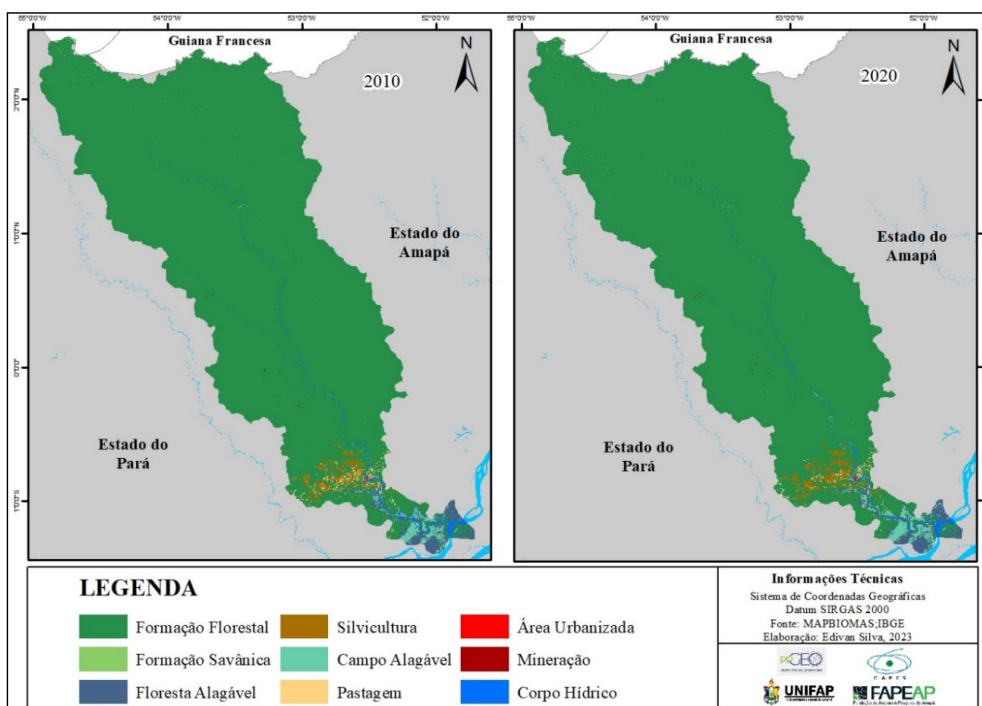 55°0'0"W 54°0'0"W 53°0'0"W 52°0'0"W
55°0'0"W 54°0'0"W 53°0'0"W 52°0'0"W
Guiana Francesa
2010
N
2°0'0"N
1°0'0"N
0°0'0"
1°0'0"S
Estado do
Amapá
Estado do
Pará
Guiana Francesa
2020
N
Estado do
Amapá
Estado do
Pará
LEGENDA
Formação Florestal
Formação Savânica
Floresta Alagável
Silvicultura
Campo Alagável
Pastagem
Área Urbanizada
Mineração
Corpo Hídrico
Informações Técnicas
Sistema de Coordenadas Geográficas
Datum SIRGAS 2000
Fonte: MAPBIOMAS;IBGE
Elaboração: Edivan Silva, 2023
CAPES
UNIFAP
FAPEAP